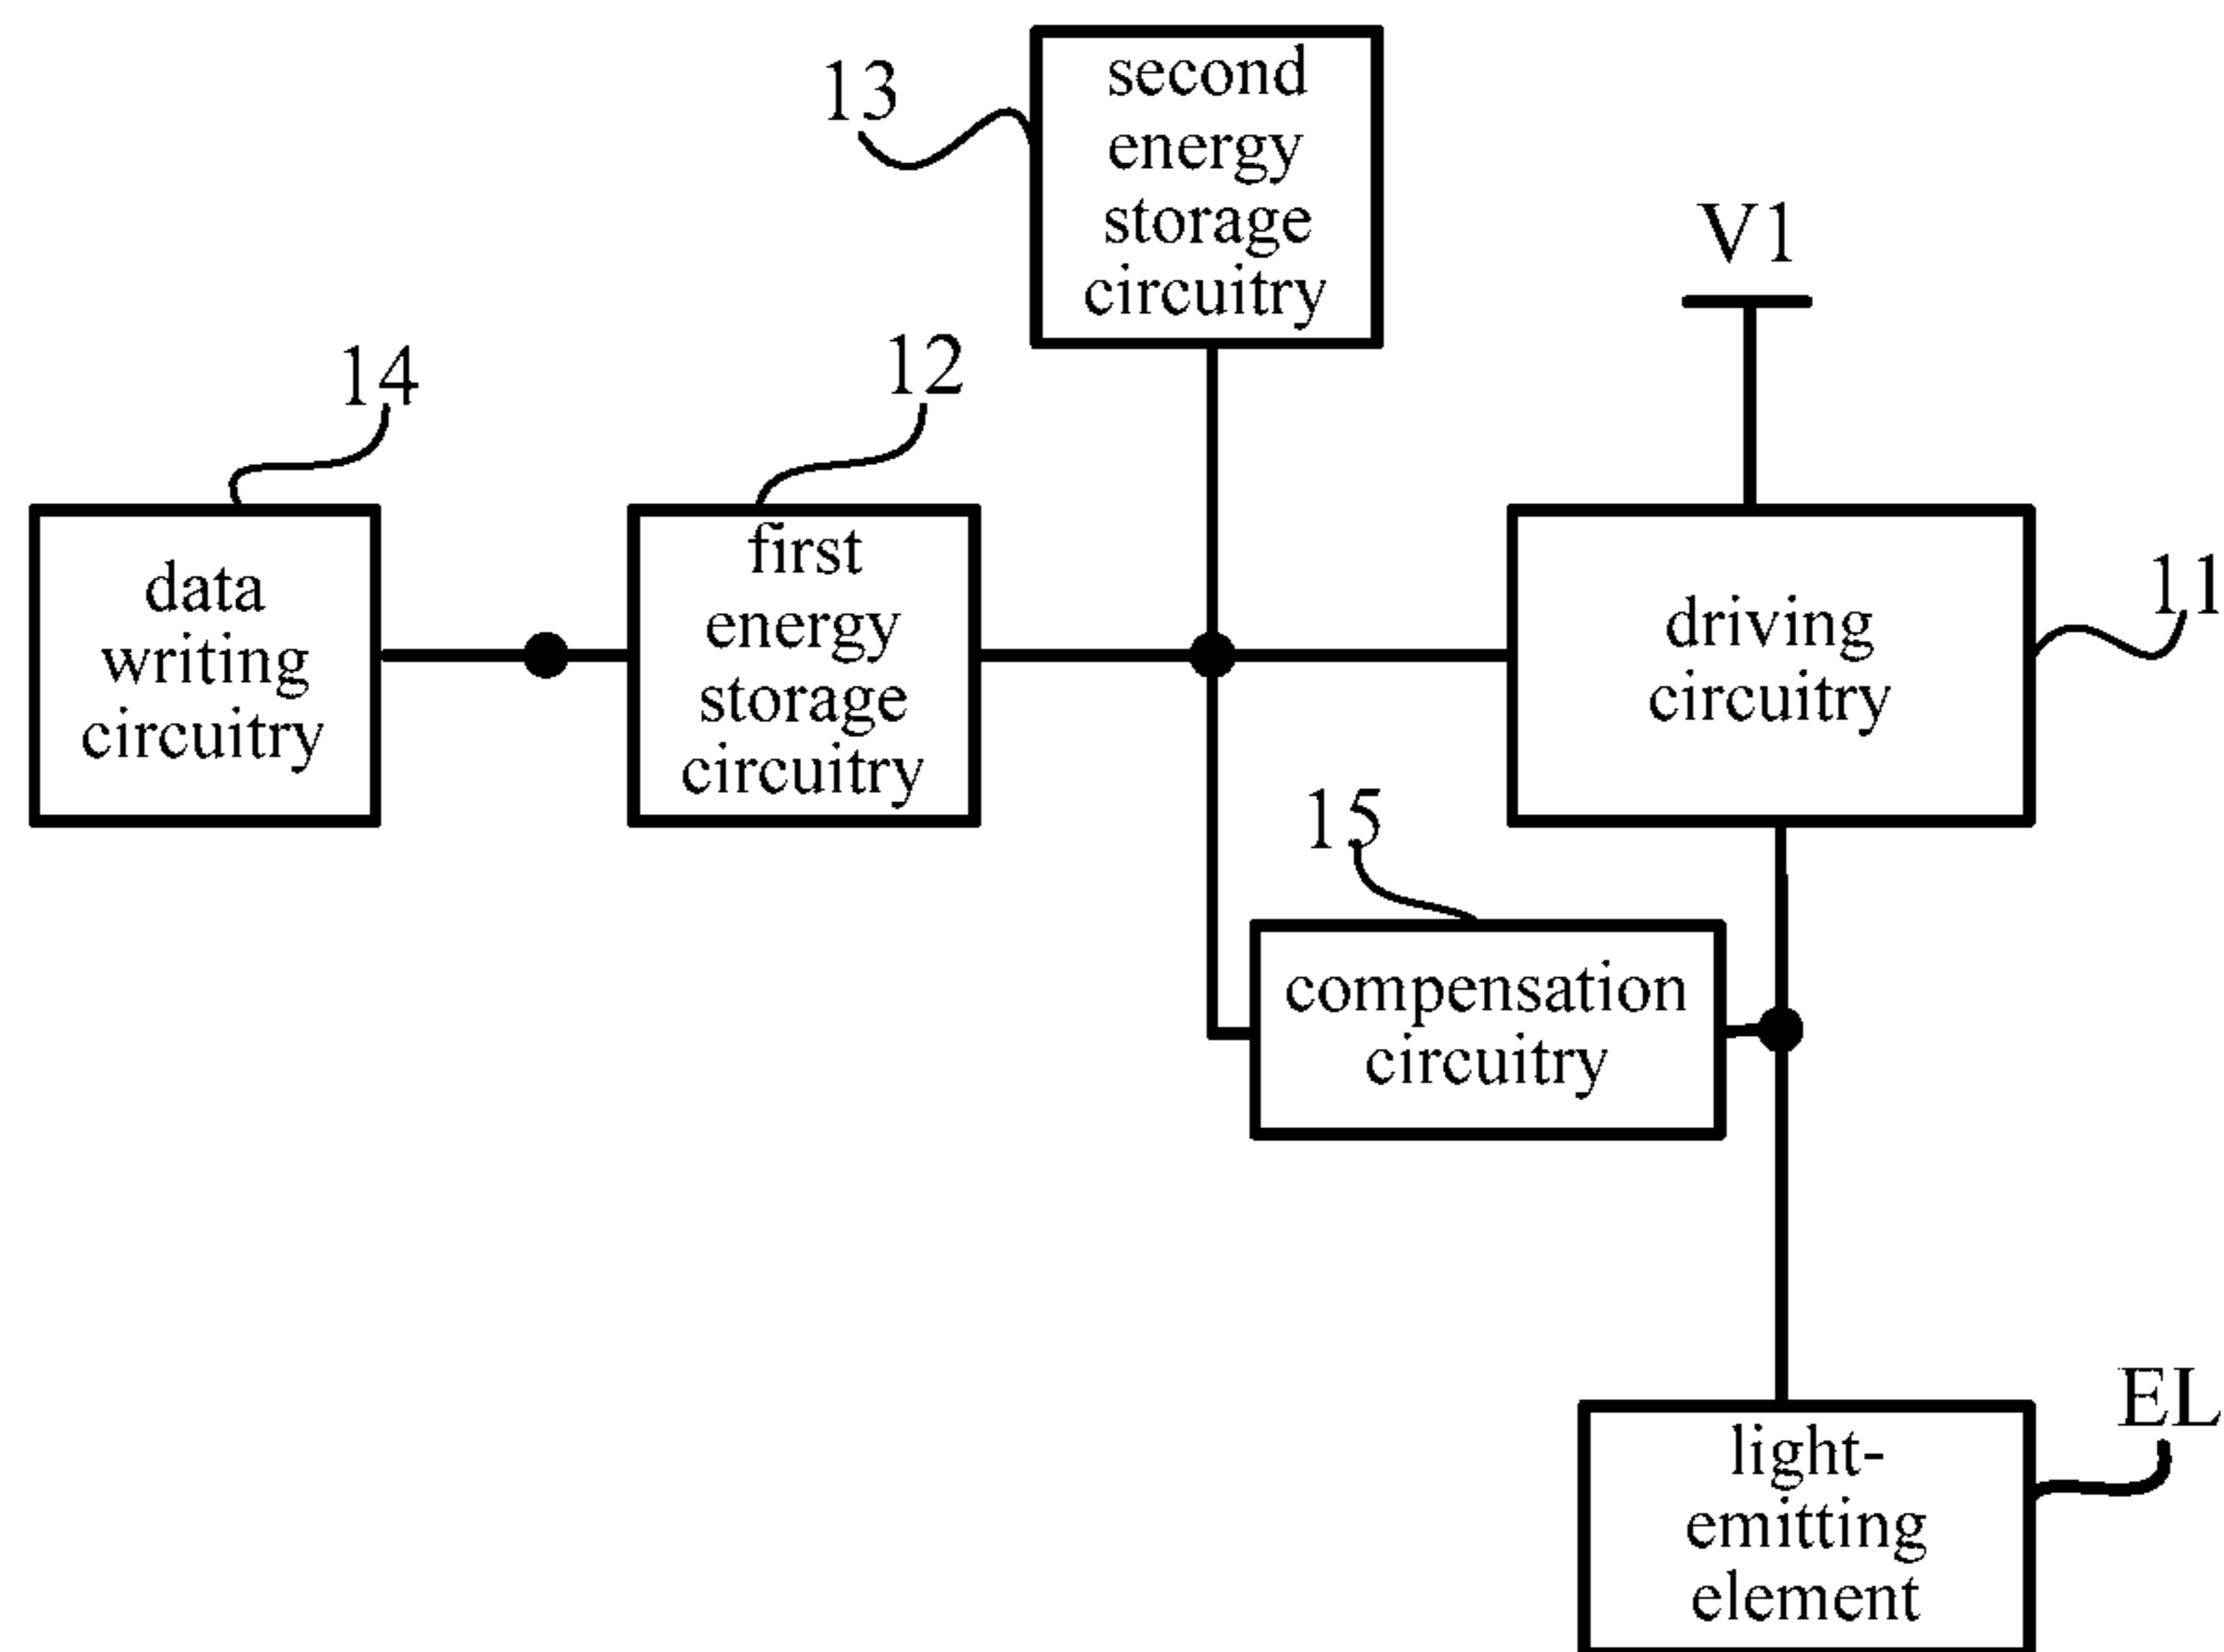 13
second
energy
storage
circuitry
V1
14
12
data
writing
circuitry
first
energy
storage
circuitry
driving
circuitry
11
15
compensation
circuitry
EL
light-
emitting
element